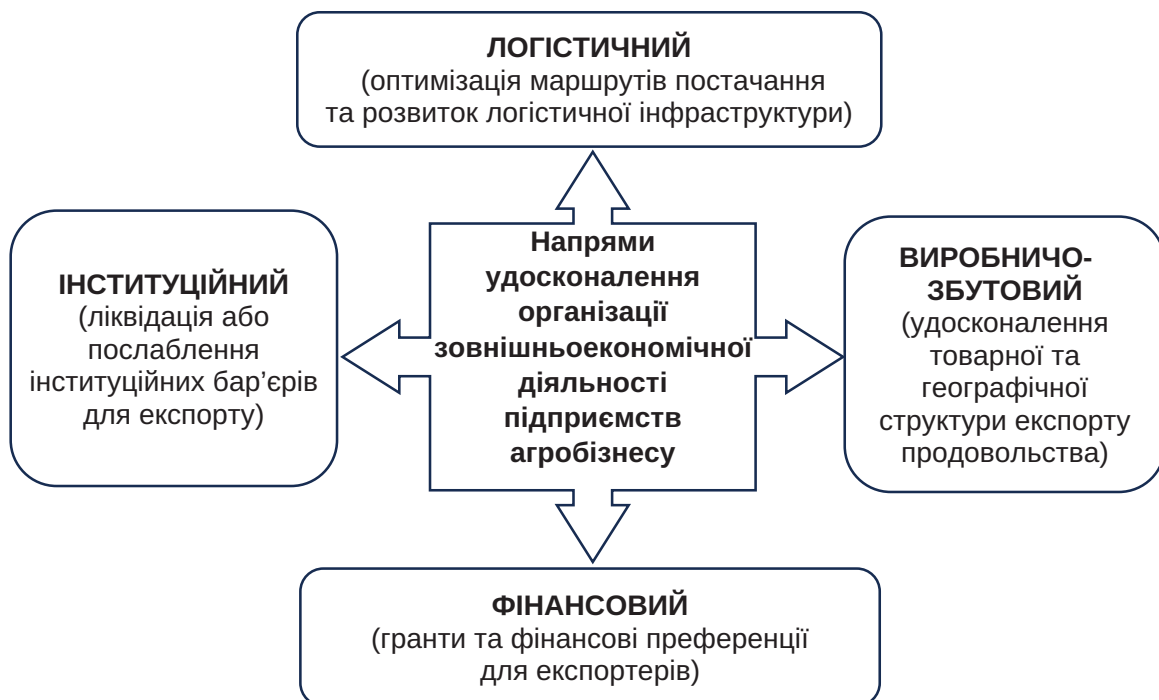 ЛОГІСТИЧНИЙ
(оптимізація маршрутів постачання
та розвиток логістичної інфраструктури)
ІНСТИТУЦІЙНИЙ
(ліквідація або
послаблення
інституційних бар’єрів
для експорту)
Напрями
удосконалення
організації
зовнішньоекономічної
діяльності
підприємств
агробізнесу
ВИРОБНИЧО-
ЗБУТОВИЙ
(удосконалення
товарної та
географічної
структури експорту
продовольства)
ФІНАНСОВИЙ
(гранти та фінансові преференції
для експортерів)